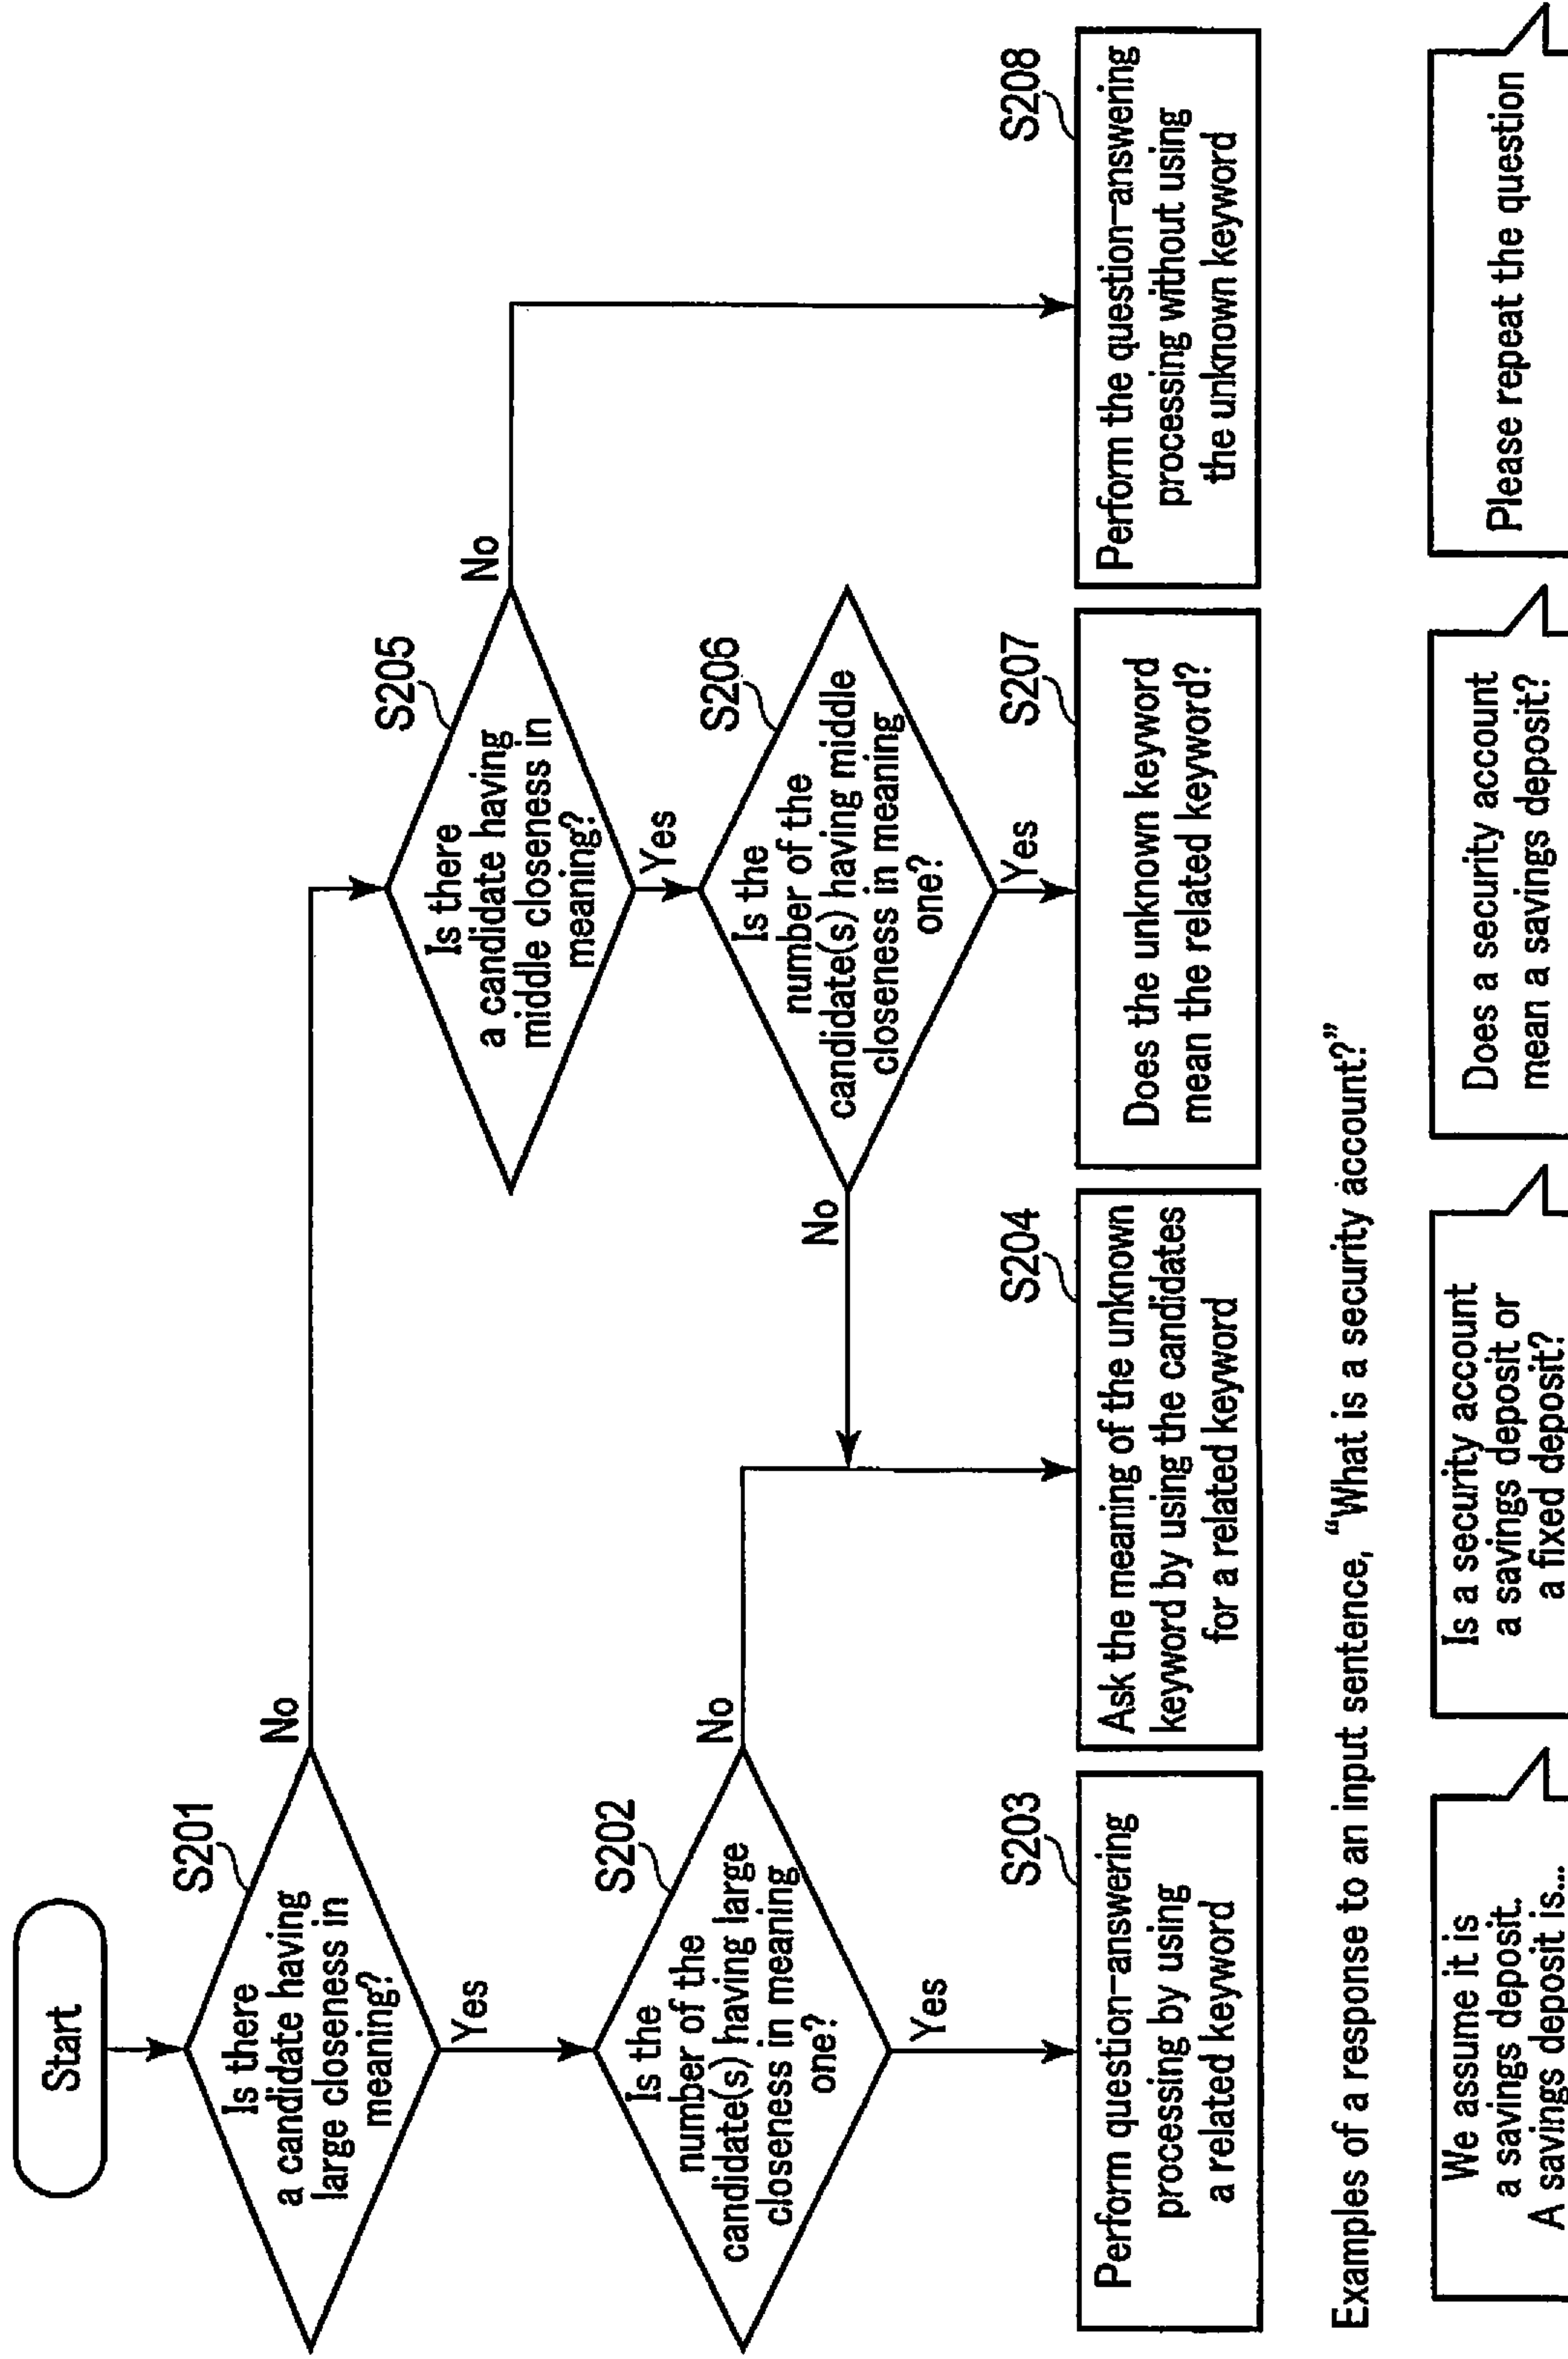 Start
S201
Is there
a candidate having
large closeness in
meaning?
No
Yes
S202
Is the
number of the
candidate(s) having large
closeness in meaning
one?
No
Yes
S205
Is there
a candidate having
middle closeness in
meaning?
No
Yes
S206
Is the
number of the
candidate(s) having middle
closeness in meaning
one?
No
Yes
S203
Perform question-answering
processing by using
a related keyword
S204
Ask the meaning of the unknown
keyword by using the candidates
for a related keyword
S207
Does the unknown keyword
mean the related keyword?
S208
Perform the question-answering
processing without using
the unknown keyword
Examples of a response to an input sentence, “What is a security account?”
We assume it is
a savings deposit.
A savings deposit is...
Is a security account
a savings deposit or
a fixed deposit?
Does a security account
mean a savings deposit?
Please repeat the question